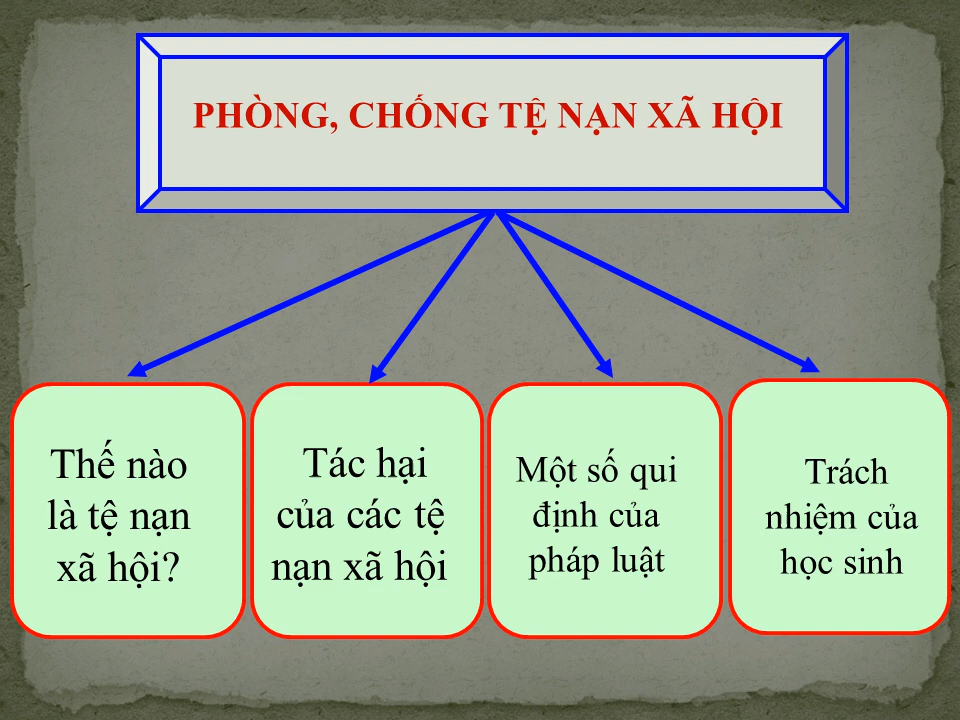 PHÒNG, CHỐNG TỆ NẠN XÃ HỘI
Thế nào
là tệ nạn
xã hội?
Tác hại
của các tệ
nạn xã hội
Một số qui
định của
pháp luật
Trách
nhiệm của
học sinh